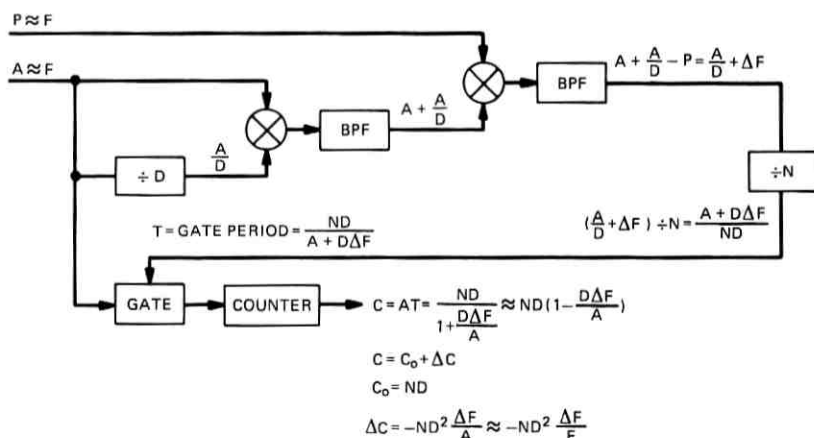 P ≈ F
A ≈ F
A + A/D − P = A/D + ΔF
BPF
A + A/D
BPF
A/D
÷ D
÷N
T = GATE PERIOD = ND/(A + DΔF)
(A/D + ΔF) ÷ N = (A + DΔF)/ND
GATE
COUNTER
C = AT = ND/(1 + DΔF/A) ≈ ND(1 − DΔF/A)
C = C₀ + ΔC
C₀ = ND
ΔC = −ND² ΔF/A ≈ −ND² ΔF/F